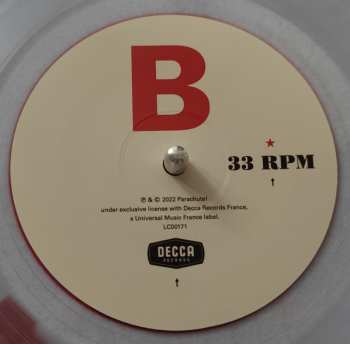 B
33 RPM
℗ & © 2022 Parachute!
under exclusive license with Decca Records France,
a Universal Music France label.
LC00171
DECCA
RECORDS